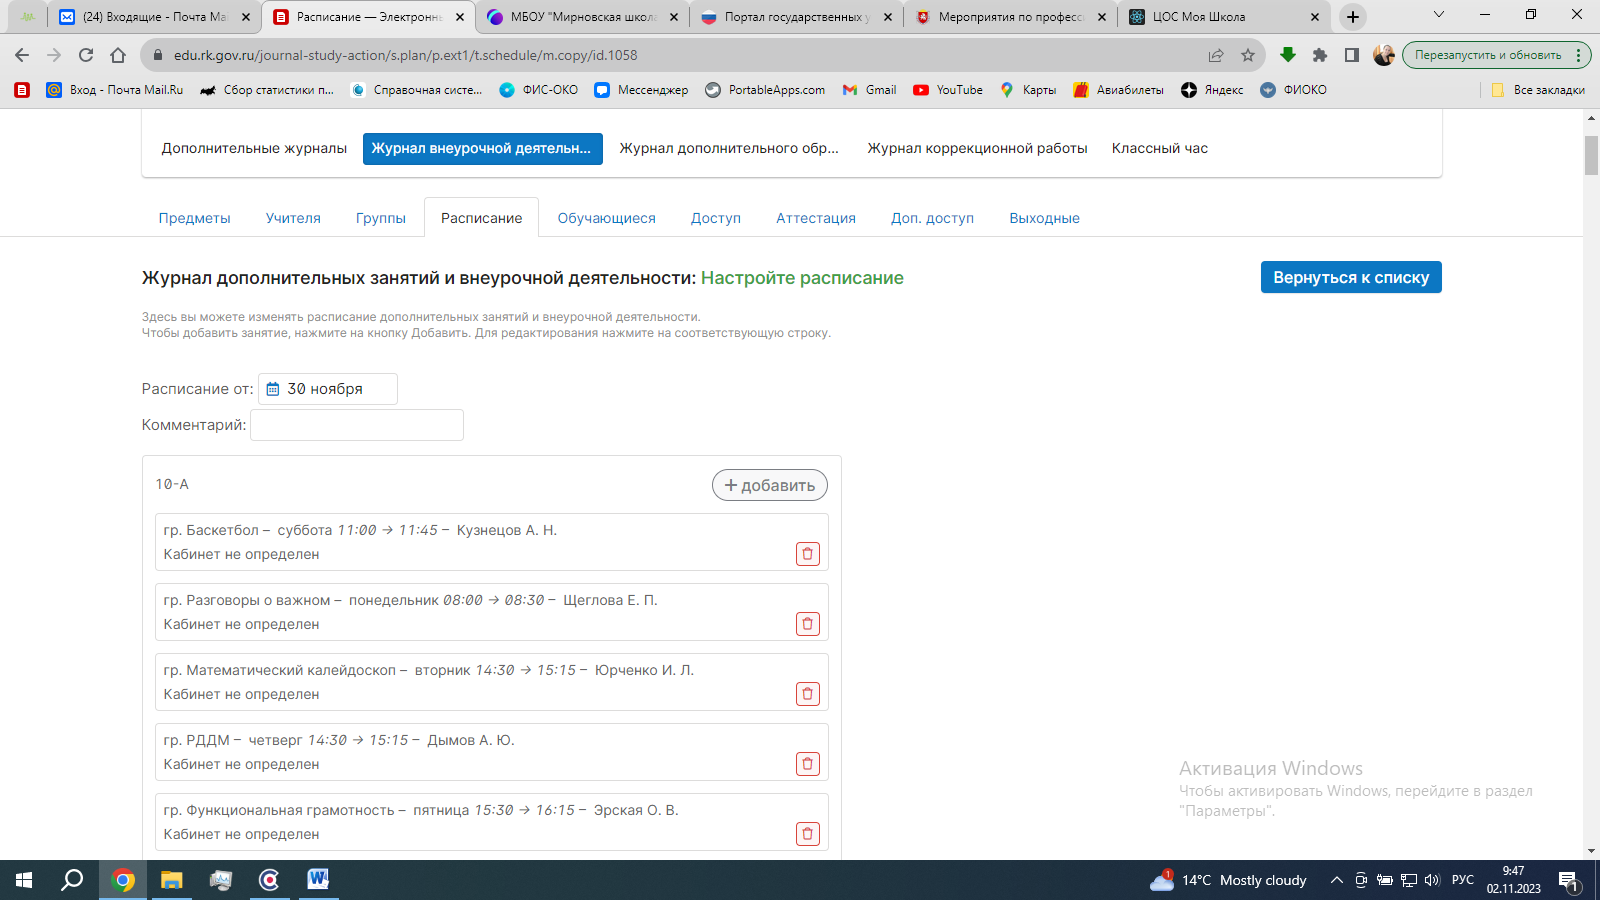 (24) Входящие - Почта Ма
Расписание — Электроннь
МБОУ "Мирновская школа
Портал государственных у
Мероприятия по професс
ЦОС Моя Школа
edu.rk.gov.ru/journal-study-action/s.plan/p.ext1/t.schedule/m.copy/id.1058
Перезапустить и обновить
Вход - Почта Mail.Ru
Сбор статистики п...
Справочная систе...
ФИС-ОКО
Мессенджер
PortableApps.com
Gmail
YouTube
Карты
Авиабилеты
Яндекс
ФИОКО
Все закладки
Дополнительные журналы
Журнал внеурочной деятельн...
Журнал дополнительного обр...
Журнал коррекционной работы
Классный час
Предметы
Учителя
Группы
Расписание
Обучающиеся
Доступ
Аттестация
Доп. доступ
Выходные
Журнал дополнительных занятий и внеурочной деятельности: Настройте расписание
Вернуться к списку
Здесь вы можете изменять расписание дополнительных занятий и внеурочной деятельности.
Чтобы добавить занятие, нажмите на кнопку Добавить. Для редактирования нажмите на соответствующую строку.
Расписание от: 30 ноября
Комментарий:
10-А
+ добавить
гр. Баскетбол – суббота 11:00 → 11:45 – Кузнецов А. Н.
Кабинет не определен
гр. Разговоры о важном – понедельник 08:00 → 08:30 – Щеглова Е. П.
Кабинет не определен
гр. Математический калейдоскоп – вторник 14:30 → 15:15 – Юрченко И. Л.
Кабинет не определен
гр. РДДМ – четверг 14:30 → 15:15 – Дымов А. Ю.
Кабинет не определен
гр. Функциональная грамотность – пятница 15:30 → 16:15 – Эрская О. В.
Кабинет не определен
Активация Windows
Чтобы активировать Windows, перейдите в раздел
"Параметры".
1
14°C Mostly cloudy
РУС
9:47
02.11.2023
1